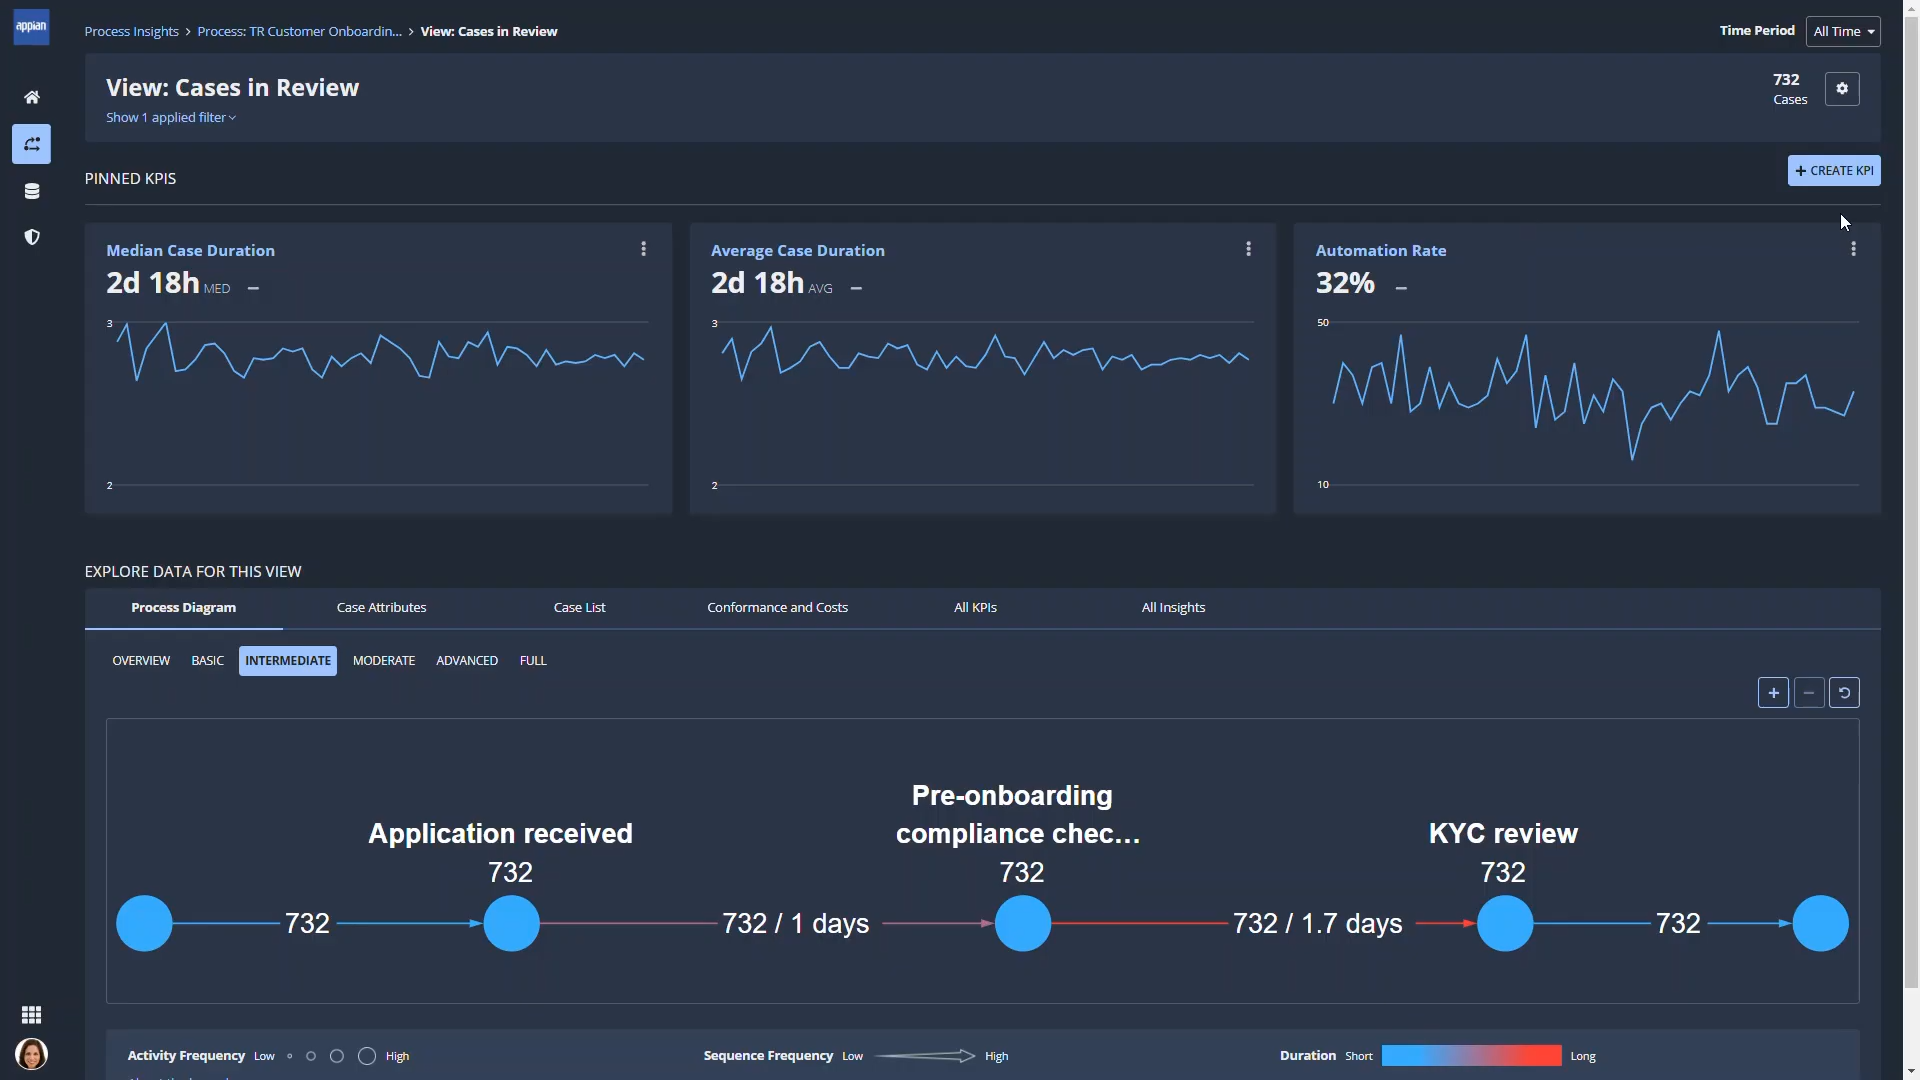 appian
Process Insights › Process: TR Customer Onboardin... › View: Cases in Review
Time Period All Time
View: Cases in Review
Show 1 applied filter
732
Cases
PINNED KPIS
+ CREATE KPI
Median Case Duration
2d 18h MED –
3
2
Average Case Duration
2d 18h AVG –
3
2
Automation Rate
32% –
50
10
EXPLORE DATA FOR THIS VIEW
Process Diagram Case Attributes Case List Conformance and Costs All KPIs All Insights
OVERVIEW BASIC INTERMEDIATE MODERATE ADVANCED FULL
Application received
732
Pre-onboarding
compliance chec...
732
KYC review
732
732 732 / 1 days 732 / 1.7 days 732
Activity Frequency Low High
Sequence Frequency Low High
Duration Short Long